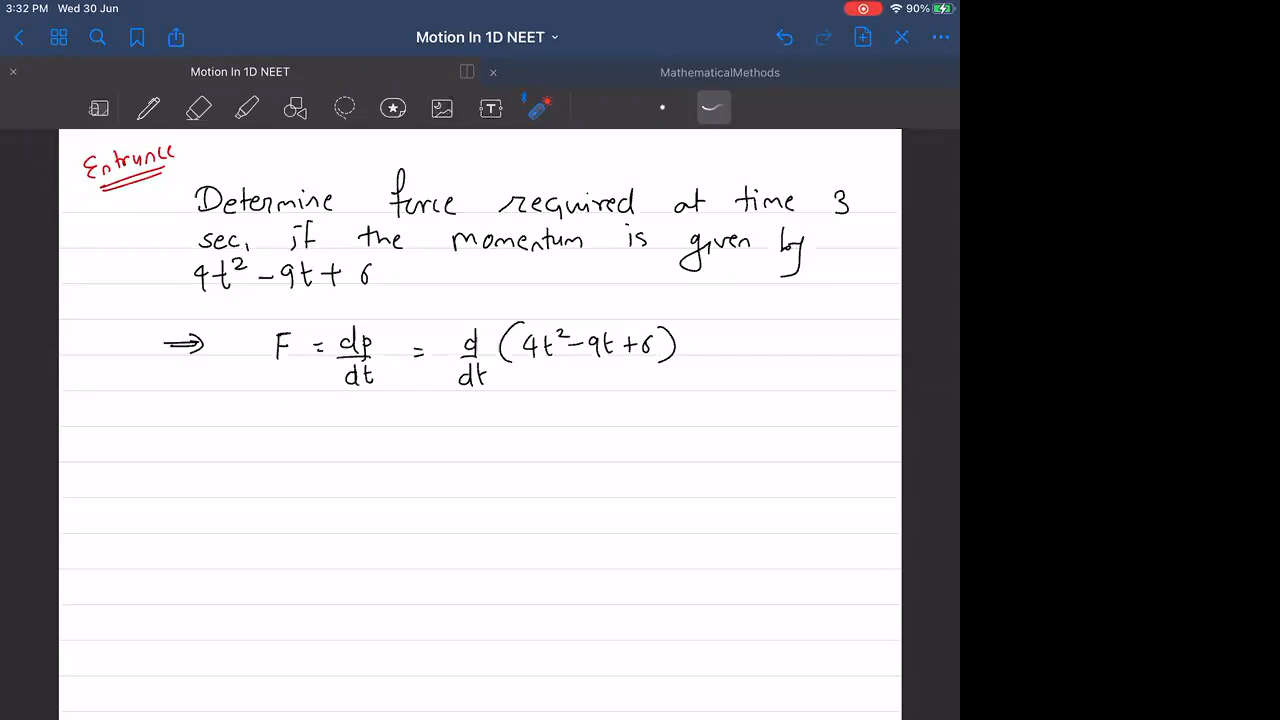 3:32 PM Wed 30 Jun
90%
Motion In 1D NEET
Motion In 1D NEET
MathematicalMethods
T
Entrance
Determine force required at time 3
sec, if the momentum is given by
4t² - 9t + 6
⇒ F = dp/dt = d/dt (4t² - 9t + 6)